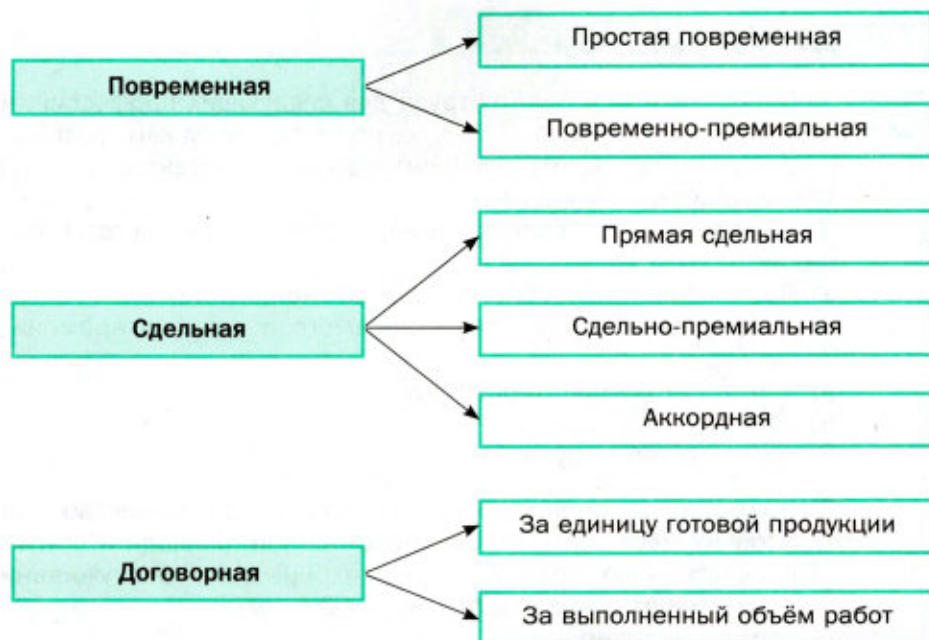 Повременная
Простая повременная
Повременно-премиальная
Сдельная
Прямая сдельная
Сдельно-премиальная
Аккордная
Договорная
За единицу готовой продукции
За выполненный объём работ